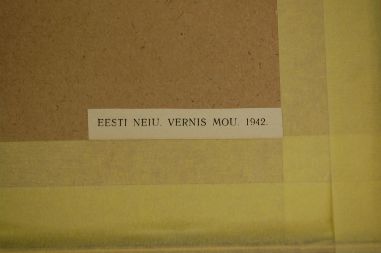 EESTI NEIU. VERNIS MOU. 1942.